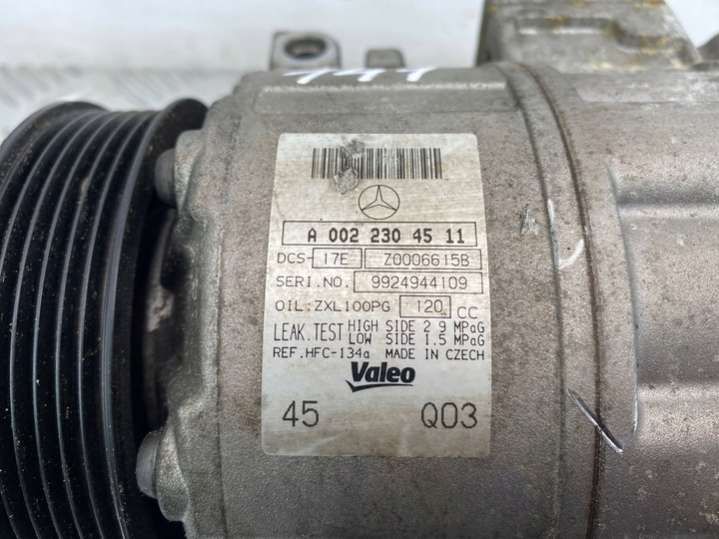 141
A 002 230 45 11
DCS- 17E Z0006615B
SERI.NO. 9924944109
OIL:ZXL100PG 120 CC
LEAK.TEST HIGH SIDE 2.9 MPaG
LOW SIDE 1.5 MPaG
REF.HFC-134a MADE IN CZECH
Valeo
45 Q03